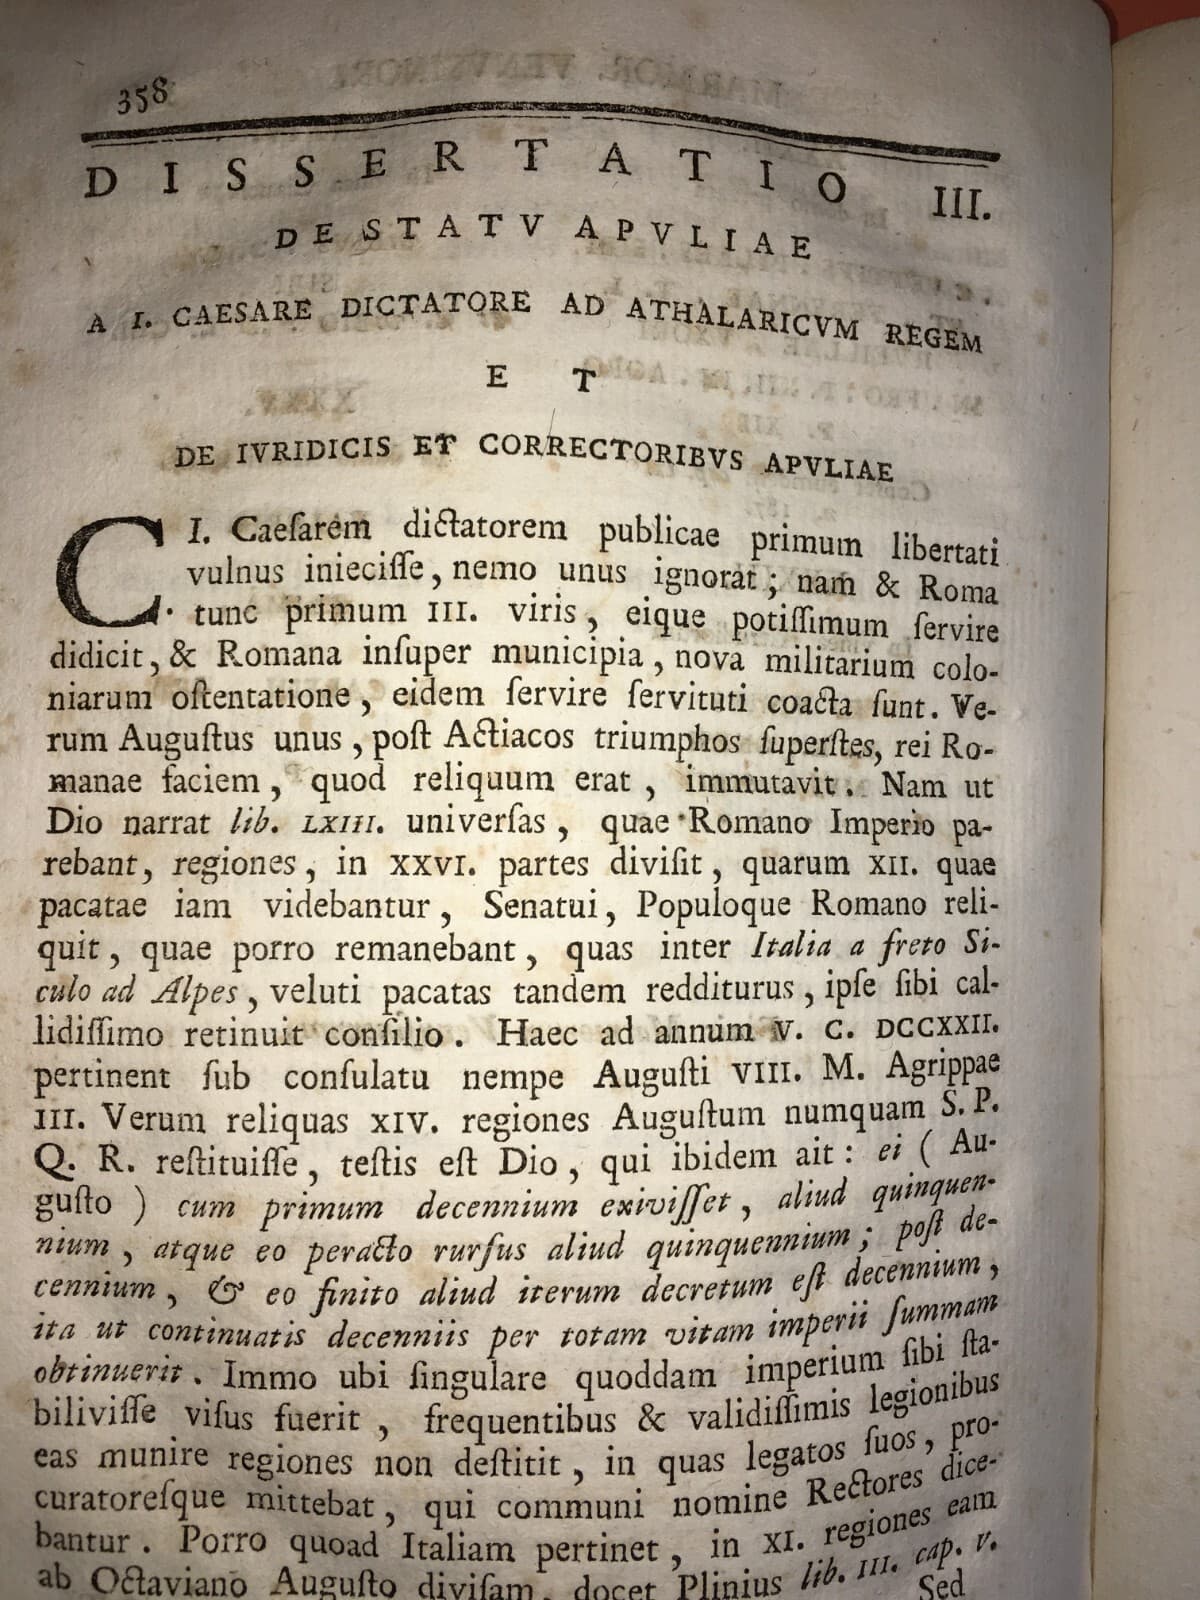 358
DISSERTATIO III.
DE STATV APVLIAE
A I. CAESARE DICTATORE AD ATHALARICVM REGEM
ET
DE IVRIDICIS ET CORRECTORIBVS APVLIAE
C. I. Caeſarem dictatorem publicae primum libertati
vulnus inieciſſe, nemo unus ignorat; nam & Roma
tunc primum III. viris, eique potiſſimum ſervire
didicit, & Romana inſuper municipia, nova militarium colo-
niarum oſtentatione, eidem ſervire ſervituti coacta ſunt. Ve-
rum Auguſtus unus, poſt Actiacos triumphos ſuperſtes, rei Ro-
manae faciem, quod reliquum erat, immutavit. Nam ut
Dio narrat lib. LXIII. univerſas, quae Romano Imperio pa-
rebant, regiones, in XXVI. partes diviſit, quarum XII. quae
pacatae iam videbantur, Senatui, Populoque Romano reli-
quit, quae porro remanebant, quas inter Italia a freto Si-
culo ad Alpes, veluti pacatas tandem redditurus, ipſe ſibi cal-
lidiſſimo retinuit conſilio. Haec ad annum V. C. DCCXXII.
pertinent ſub conſulatu nempe Auguſti VIII. M. Agrippae
III. Verum reliquas XIV. regiones Auguſtum numquam S. P.
Q. R. reſtituiſſe, teſtis eſt Dio, qui ibidem ait: ei ( Au-
guſto ) cum primum decennium exiviſſet, aliud quinquen-
nium, atque eo peracto rurſus aliud quinquennium; poſt de-
cennium, & eo finito aliud iterum decretum eſt decennium,
ita ut continuatis decenniis per totam vitam imperii ſummam
obtinuerit. Immo ubi ſingulare quoddam imperium ſibi ſta-
biliviſſe viſus fuerit, frequentibus & validiſſimis legionibus
eas munire regiones non deſtitit, in quas legatos ſuos, pro-
curatoreſque mittebat, qui communi nomine Rectores dice-
bantur. Porro quoad Italiam pertinet, in XI. regiones eam
ab Octaviano Auguſto diviſam, docet Plinius lib. III. cap. V.
Sed